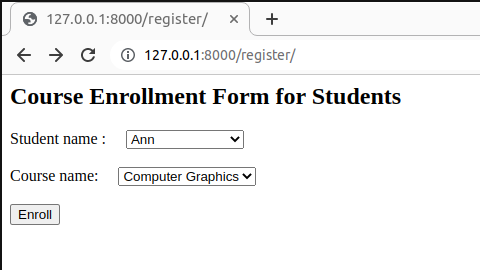 127.0.0.1:8000/register/
127.0.0.1:8000/register/
Course Enrollment Form for Students
Student name : Ann
Course name: Computer Graphics
Enroll